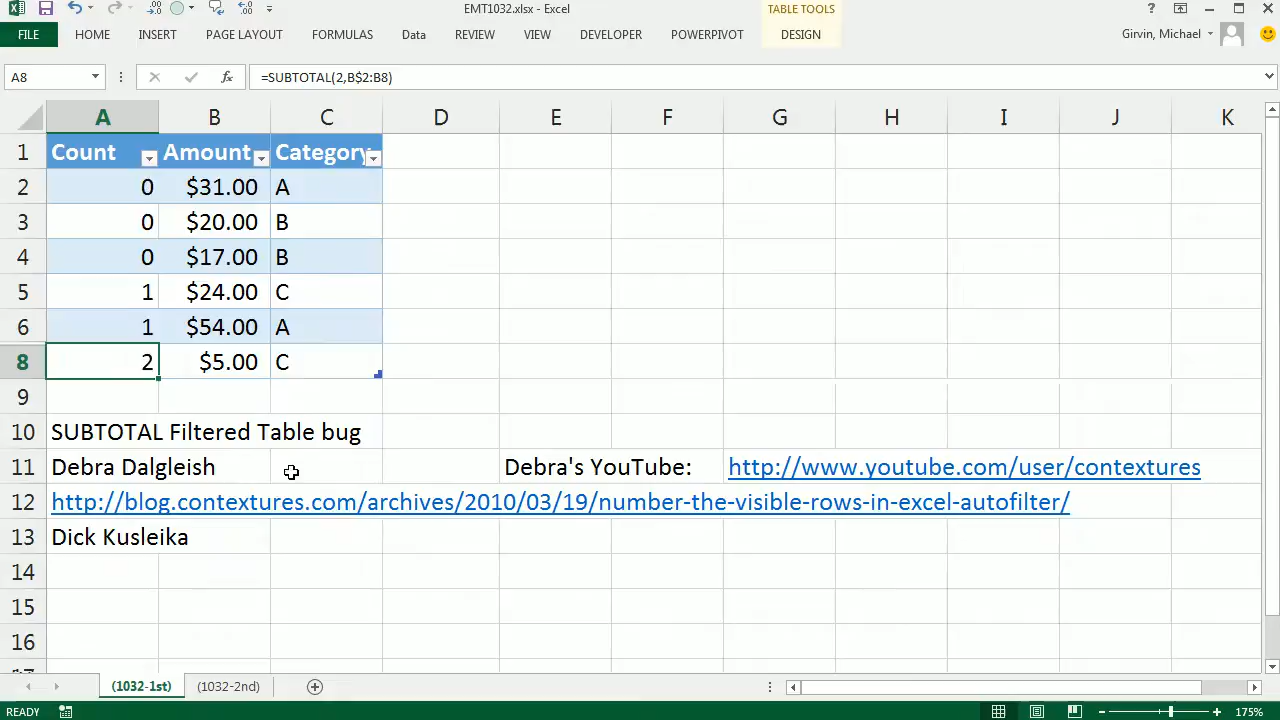 EMT1032.xlsx - Excel
TABLE TOOLS
?
FILE HOME INSERT PAGE LAYOUT FORMULAS Data REVIEW VIEW DEVELOPER POWERPIVOT DESIGN Girvin, Michael
A8 fx =SUBTOTAL(2,B$2:B8)
A B C D E F G H I J K
1 Count Amount Category
2 0 $31.00 A
3 0 $20.00 B
4 0 $17.00 B
5 1 $24.00 C
6 1 $54.00 A
8 2 $5.00 C
9
10 SUBTOTAL Filtered Table bug
11 Debra Dalgleish Debra's YouTube: http://www.youtube.com/user/contextures
12 http://blog.contextures.com/archives/2010/03/19/number-the-visible-rows-in-excel-autofilter/
13 Dick Kusleika
14
15
16
17
(1032-1st) (1032-2nd)
READY 175%